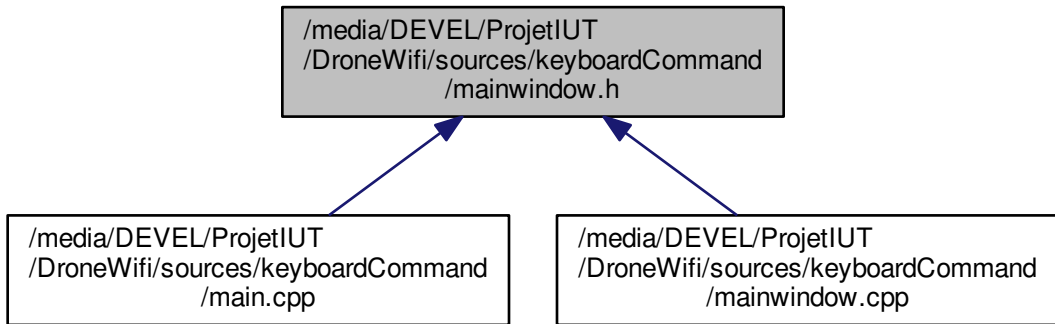 /media/DEVEL/ProjetIUT
/DroneWifi/sources/keyboardCommand
/mainwindow.h
/media/DEVEL/ProjetIUT
/DroneWifi/sources/keyboardCommand
/main.cpp
/media/DEVEL/ProjetIUT
/DroneWifi/sources/keyboardCommand
/mainwindow.cpp